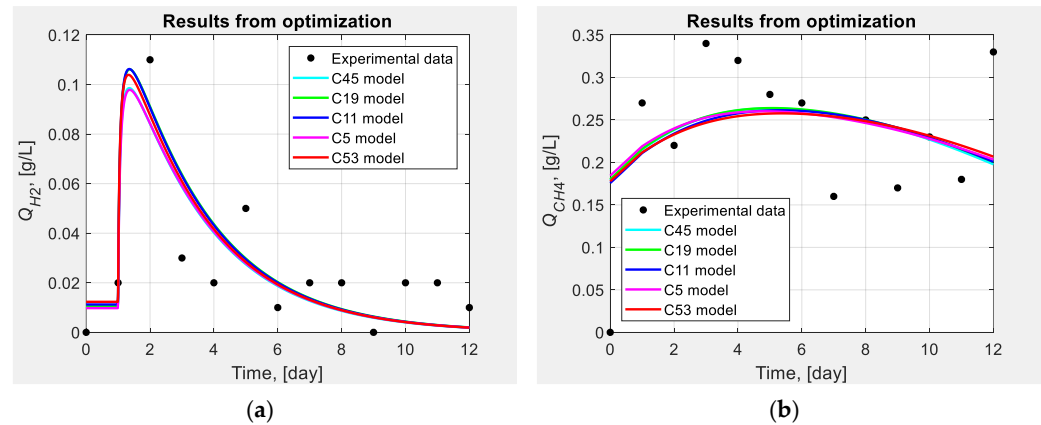 Results from optimization
0.12
0.1
0.08
0.06
0.04
0.02
0
Q_H2, [g/L]
Experimental data
C45 model
C19 model
C11 model
C5 model
C53 model
0 2 4 6 8 10 12
Time, [day]
(a)
Results from optimization
0.35
0.30
0.25
0.2
0.15
0.25
0.05
0
Q_CH4, [g/L]
Experimental data
C45 model
C19 model
C11 model
C5 model
C53 model
0 2 4 6 8 10 12
Time, [day]
(b)